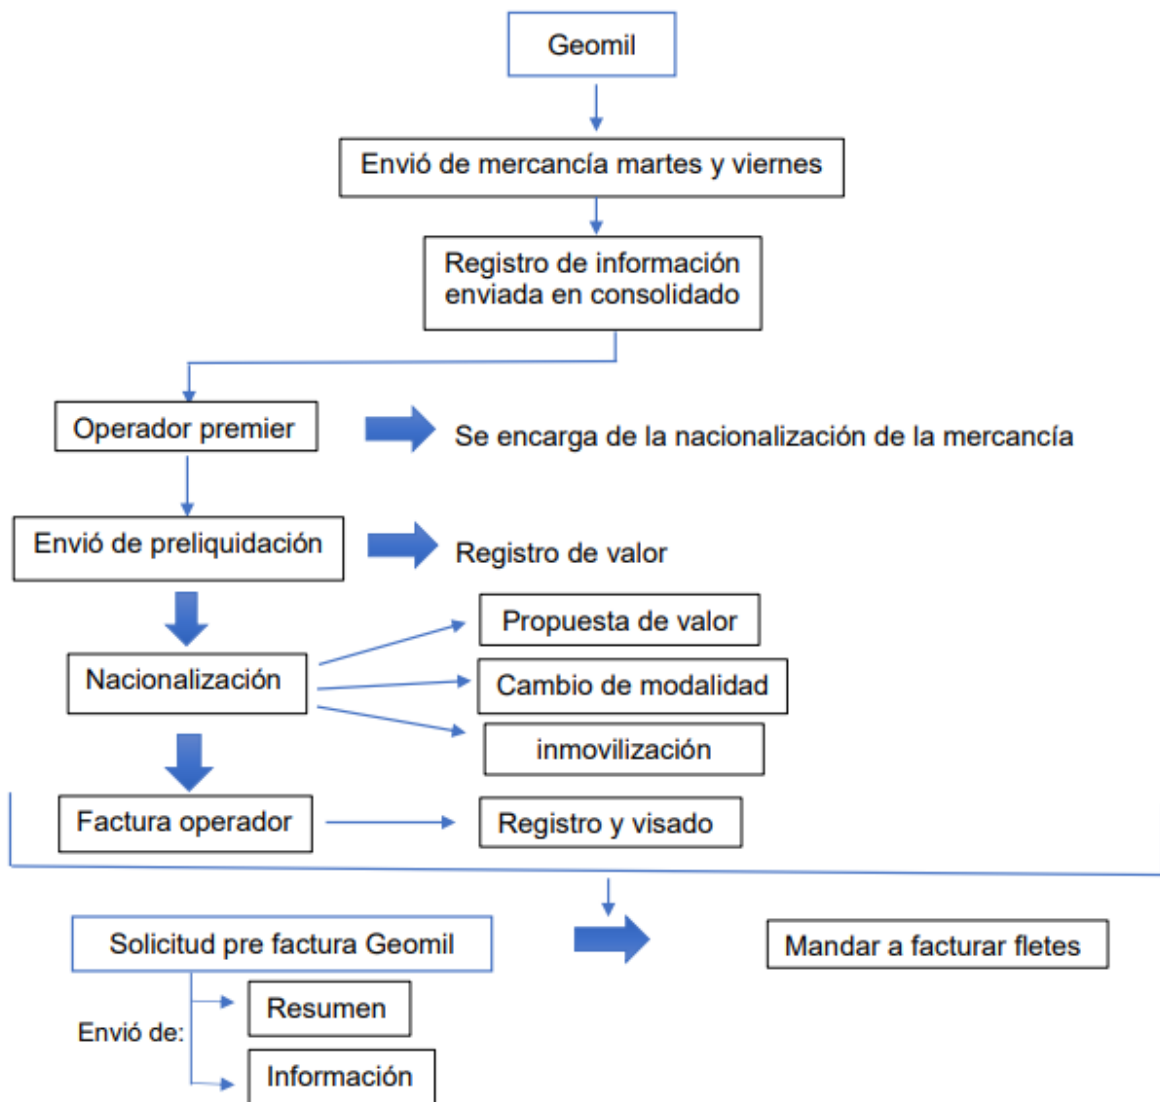 Geomil
Envió de mercancía martes y viernes
Registro de información
enviada en consolidado
Operador premier
Se encarga de la nacionalización de la mercancía
Envió de preliquidación
Registro de valor
Propuesta de valor
Nacionalización
Cambio de modalidad
inmovilización
Factura operador
Registro y visado
Solicitud pre factura Geomil
Mandar a facturar fletes
Resumen
Envió de:
Información